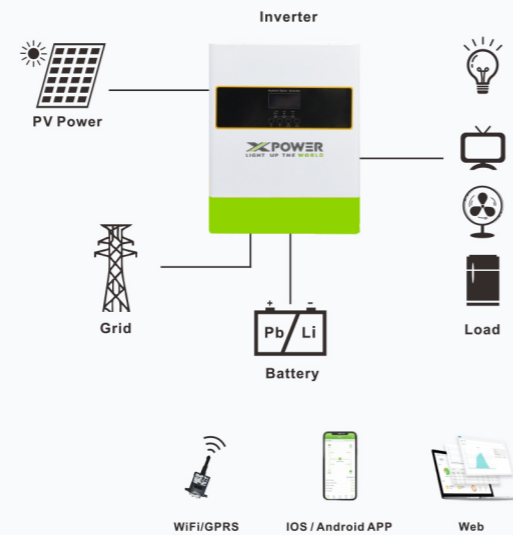 Inverter
PV Power
XPOWER
LIGHT UP THE WORLD
Grid
+ −
Pb/Li
Battery
Load
WiFi/GPRS
IOS / Android APP
Web